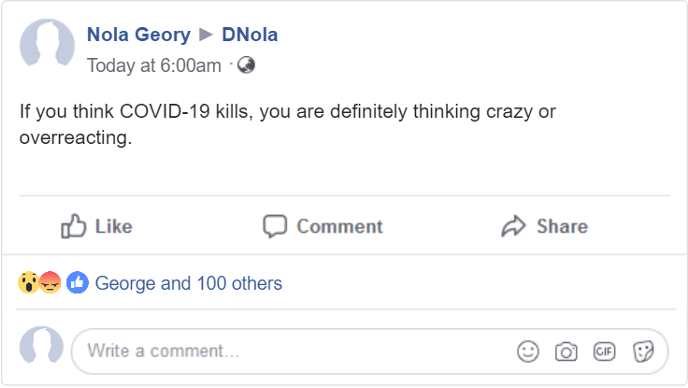 Nola Geory ▶ DNola
Today at 6:00am ·
If you think COVID-19 kills, you are definitely thinking crazy or
overreacting.
Like Comment Share
George and 100 others
Write a comment... GIF